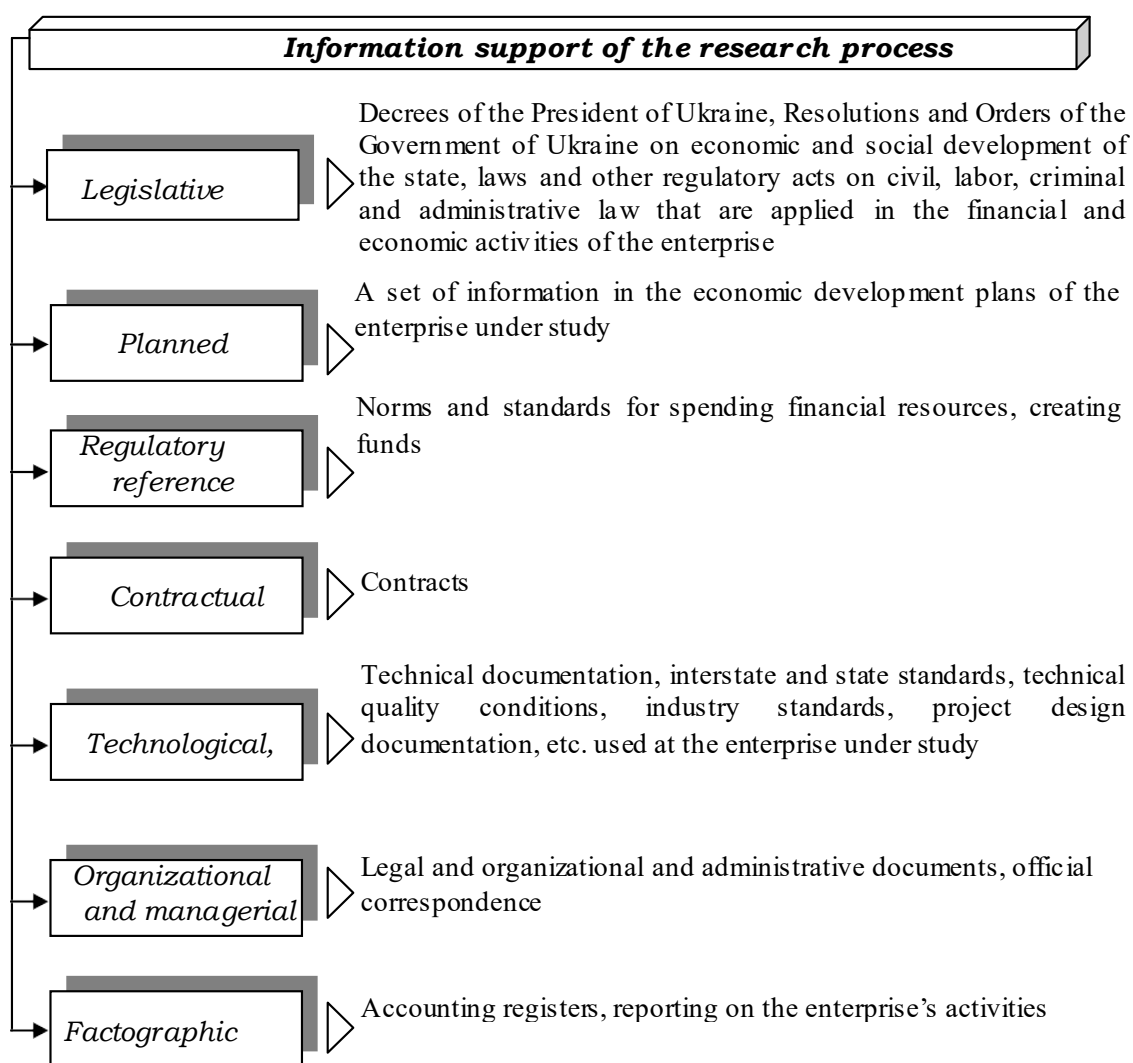 Information support of the research process
Legislative
Decrees of the President of Ukraine, Resolutions and Orders of the
Government of Ukraine on economic and social development of
the state, laws and other regulatory acts on civil, labor, criminal
and administrative law that are applied in the financial and
economic activities of the enterprise
Planned
A set of information in the economic development plans of the
enterprise under study
Regulatory
reference
Norms and standards for spending financial resources, creating
funds
Contractual
Contracts
Technological,
Technical documentation, interstate and state standards, technical
quality conditions, industry standards, project design
documentation, etc. used at the enterprise under study
Organizational
and managerial
Legal and organizational and administrative documents, official
correspondence
Factographic
Accounting registers, reporting on the enterprise’s activities